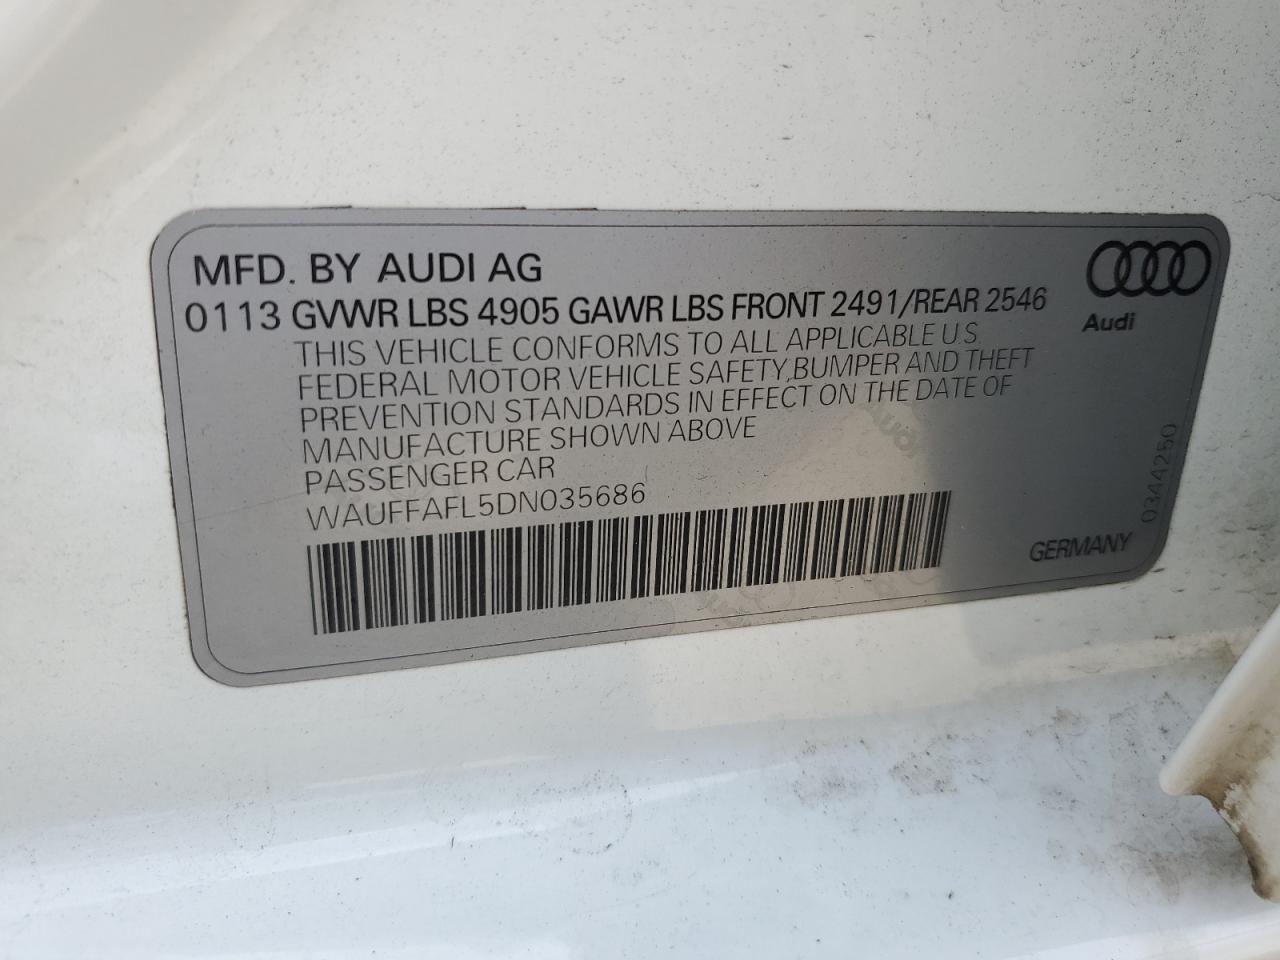 MFD. BY AUDI AG
0113 GVWR LBS 4905 GAWR LBS FRONT 2491/REAR 2546
Audi
THIS VEHICLE CONFORMS TO ALL APPLICABLE U.S.
FEDERAL MOTOR VEHICLE SAFETY,BUMPER AND THEFT
PREVENTION STANDARDS IN EFFECT ON THE DATE OF
MANUFACTURE SHOWN ABOVE
PASSENGER CAR
WAUFFAFL5DN035686
GERMANY
0344250
Audi